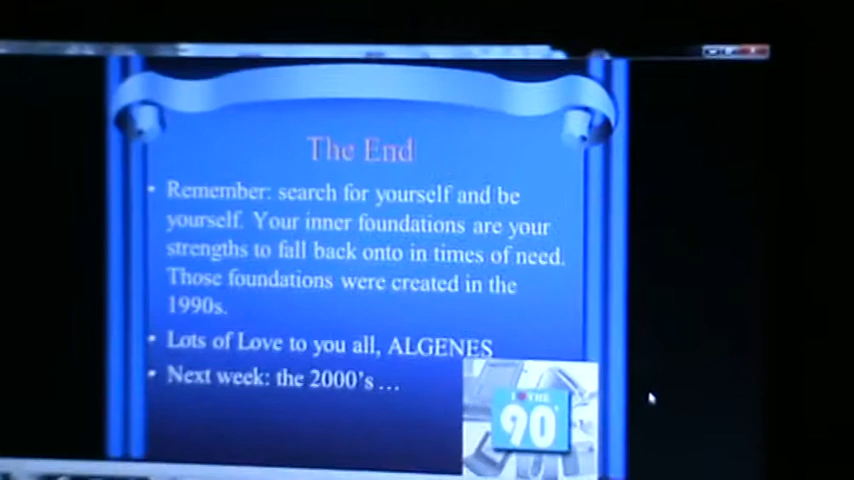 The End
• Remember: search for yourself and be
yourself. Your inner foundations are your
strengths to fall back onto in times of need.
Those foundations were created in the
1990s.
• Lots of Love to you all, ALGENES
• Next week: the 2000's…
I ♥ THE
90'